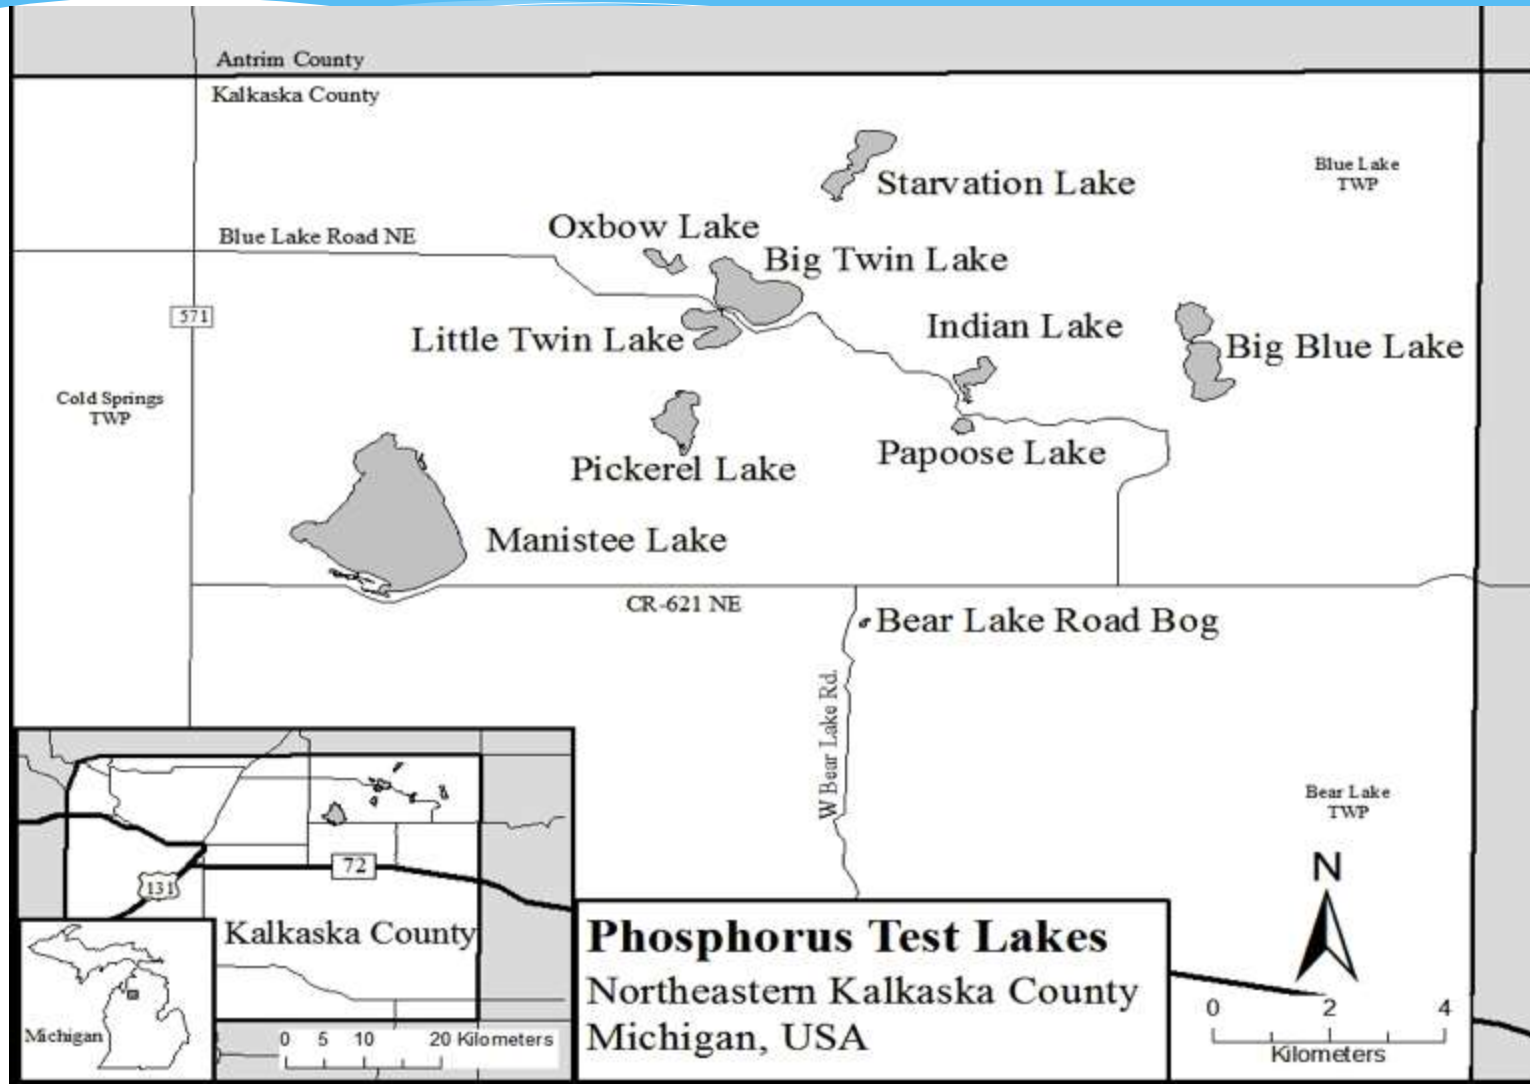 Antrim County
Kalkaska County
Starvation Lake
Blue Lake
TWP
Oxbow Lake
Blue Lake Road NE
Big Twin Lake
571
Indian Lake
Little Twin Lake
Big Blue Lake
Cold Springs
TWP
Papoose Lake
Pickerel Lake
Manistee Lake
CR-621 NE
Bear Lake Road Bog
W Bear Lake Rd.
Bear Lake
TWP
72
131
Kalkaska County
Michigan
0 5 10 20 Kilometers
Phosphorus Test Lakes
Northeastern Kalkaska County
Michigan, USA
N
0 2 4
Kilometers